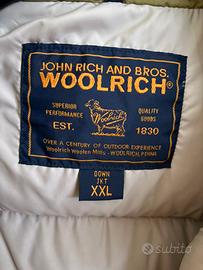 JOHN RICH AND BROS.
WOOLRICH®
SUPERIOR PERFORMANCE
QUALITY GOODS
Woolrich
EST. 1830
OVER A CENTURY OF OUTDOOR EXPERIENCE
Woolrich Woolen Mills - WOOLRICH, PENNA
DOWN
JKT
XXL
subito